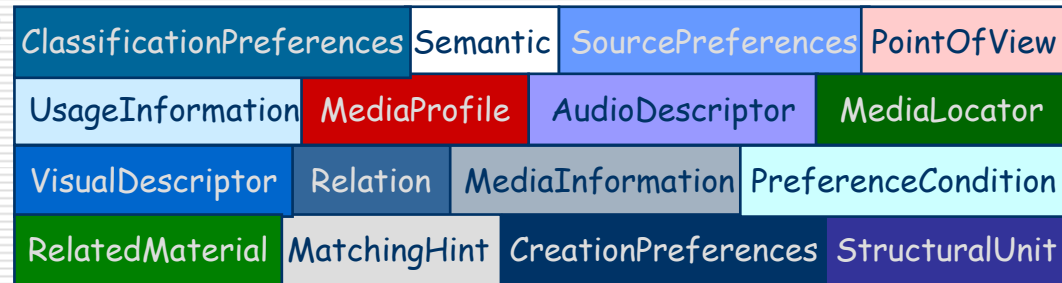 ClassificationPreferences Semantic SourcePreferences PointOfView
UsageInformation MediaProfile AudioDescriptor MediaLocator
VisualDescriptor Relation MediaInformation PreferenceCondition
RelatedMaterial MatchingHint CreationPreferences StructuralUnit